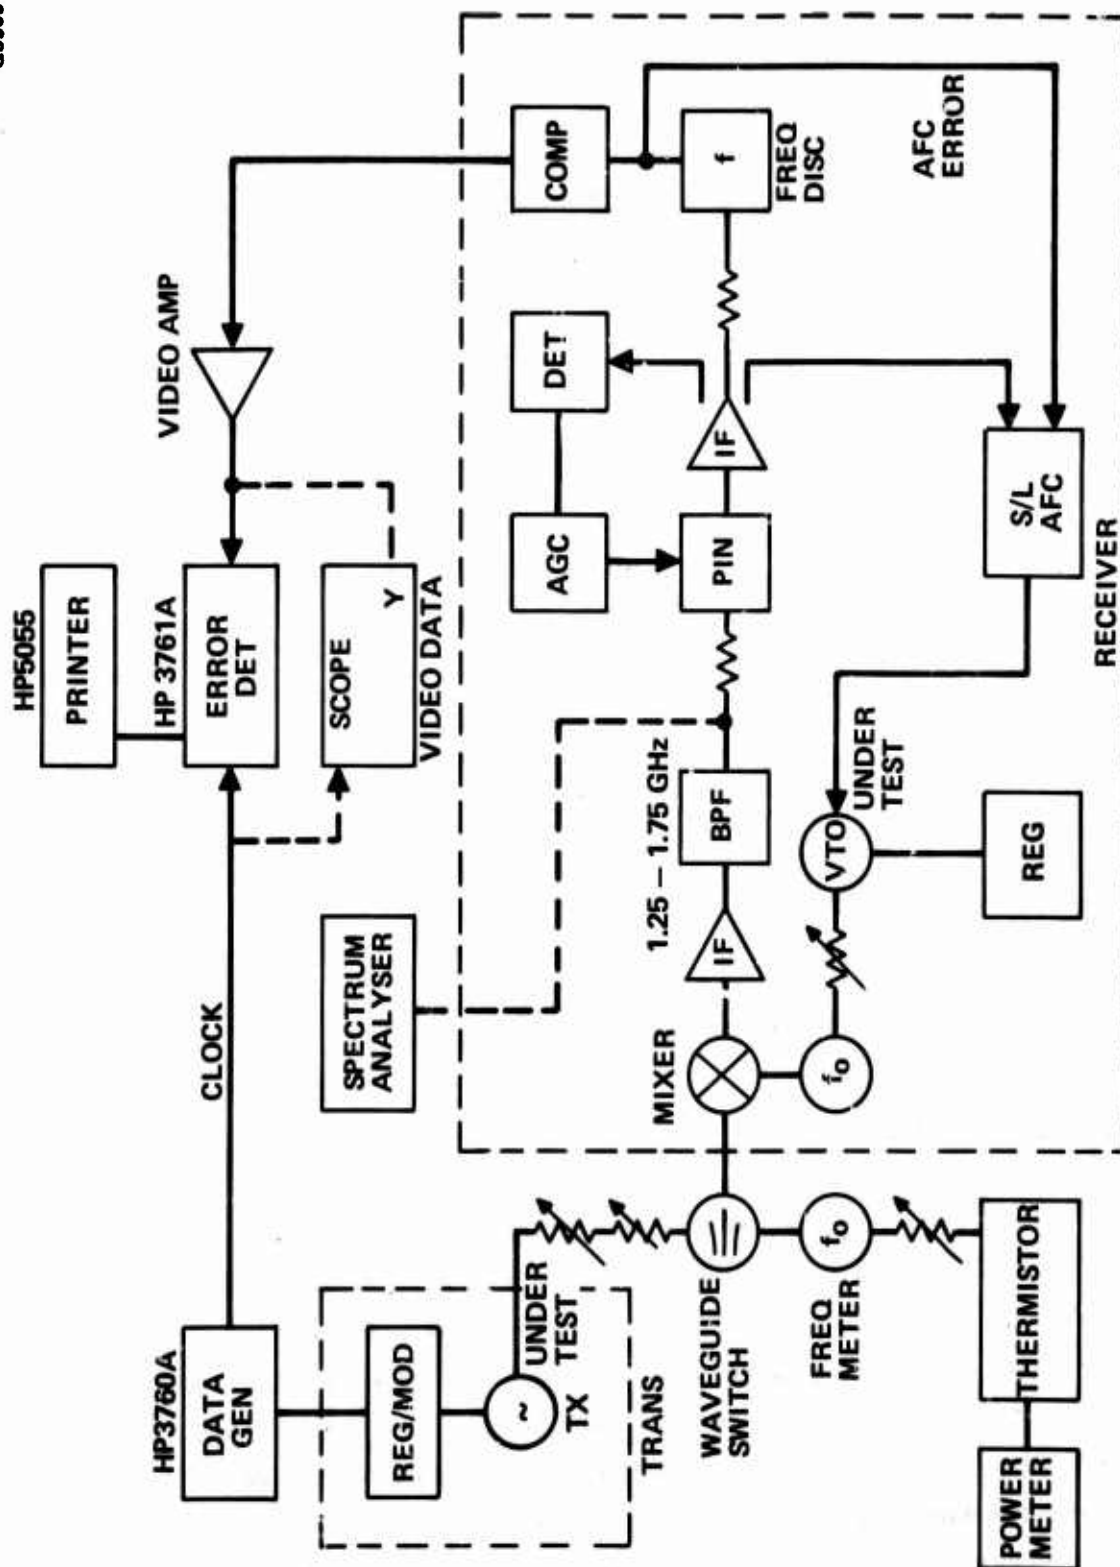 HP5055
PRINTER
HP3760A
DATA
GEN
CLOCK
HP 3761A
ERROR
DET
VIDEO AMP
SPECTRUM
ANALYSER
SCOPE
Y
VIDEO DATA
REG/MOD
~
TX
UNDER
TEST
TRANS
AGC
DET
COMP
MIXER
IF
1.25 – 1.75 GHz
BPF
PIN
IF
f
FREQ
DISC
WAVEGUIDE
SWITCH
FREQ
METER
fo
fo
VTO
UNDER
TEST
AFC
ERROR
POWER
METER
THERMISTOR
REG
S/L
AFC
RECEIVER